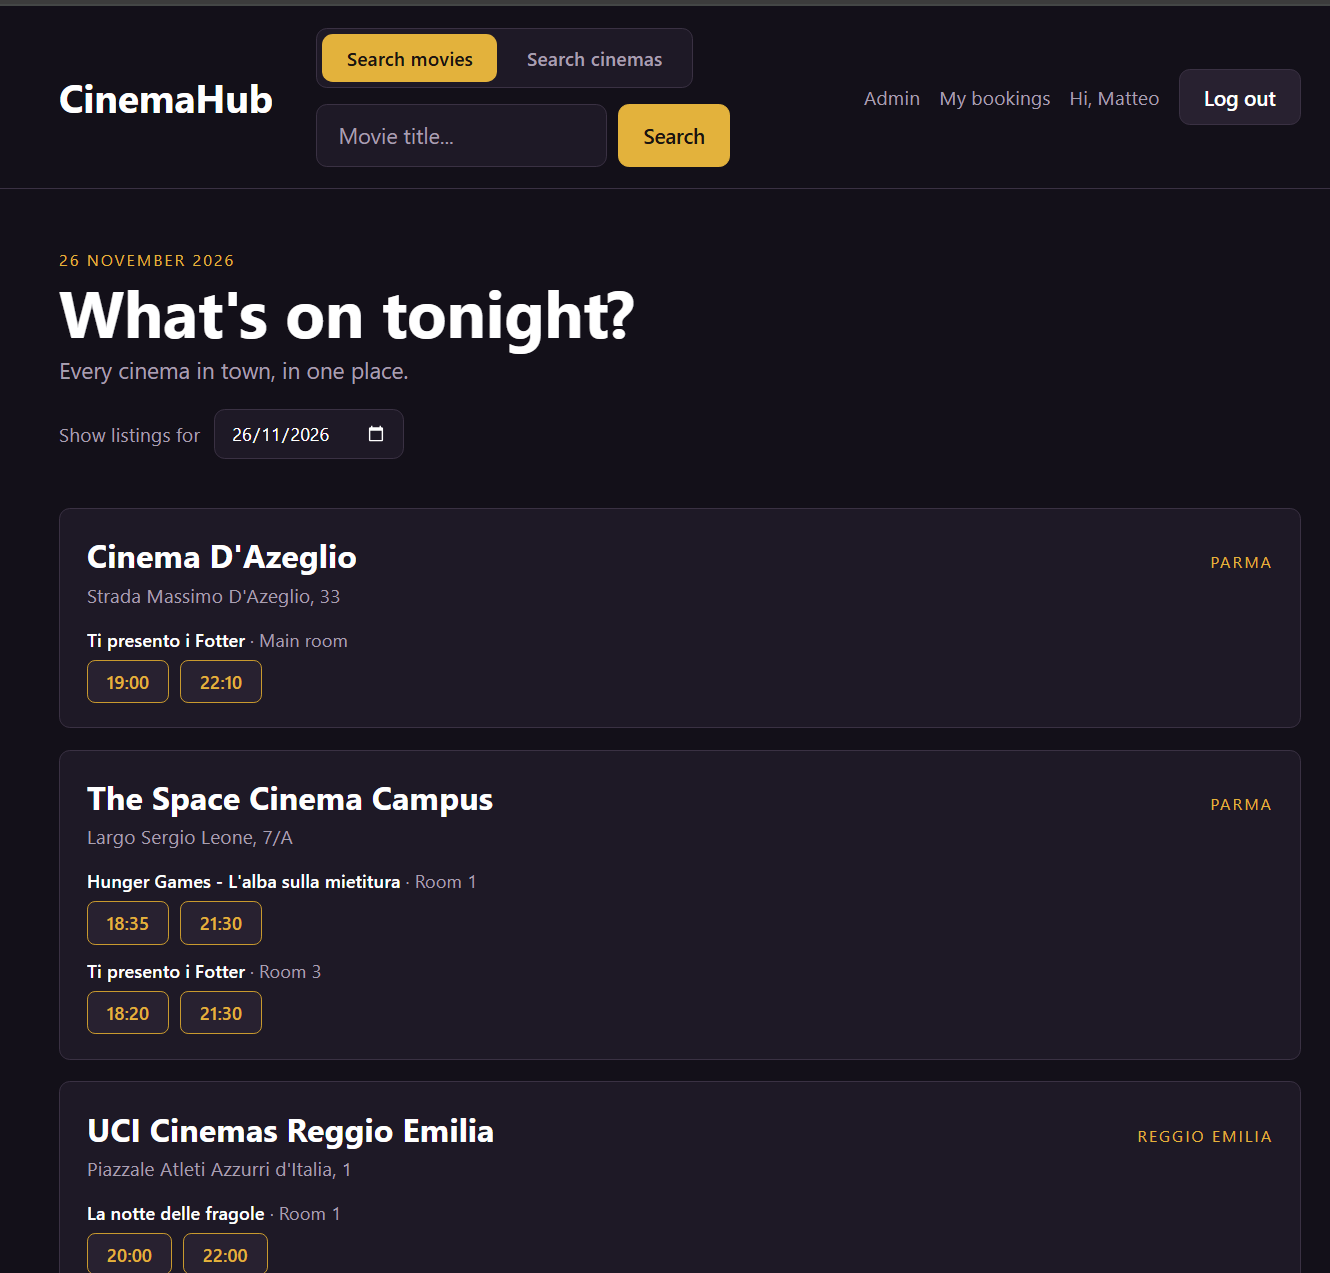 CinemaHub
Search movies
Search cinemas
Movie title...
Search
Admin
My bookings
Hi, Matteo
Log out
26 NOVEMBER 2026
What's on tonight?
Every cinema in town, in one place.
Show listings for
26/11/2026
Cinema D'Azeglio
PARMA
Strada Massimo D'Azeglio, 33
Ti presento i Fotter · Main room
19:00 22:10
The Space Cinema Campus
PARMA
Largo Sergio Leone, 7/A
Hunger Games - L'alba sulla mietitura · Room 1
18:35 21:30
Ti presento i Fotter · Room 3
18:20 21:30
UCI Cinemas Reggio Emilia
REGGIO EMILIA
Piazzale Atleti Azzurri d'Italia, 1
La notte delle fragole · Room 1
20:00 22:00